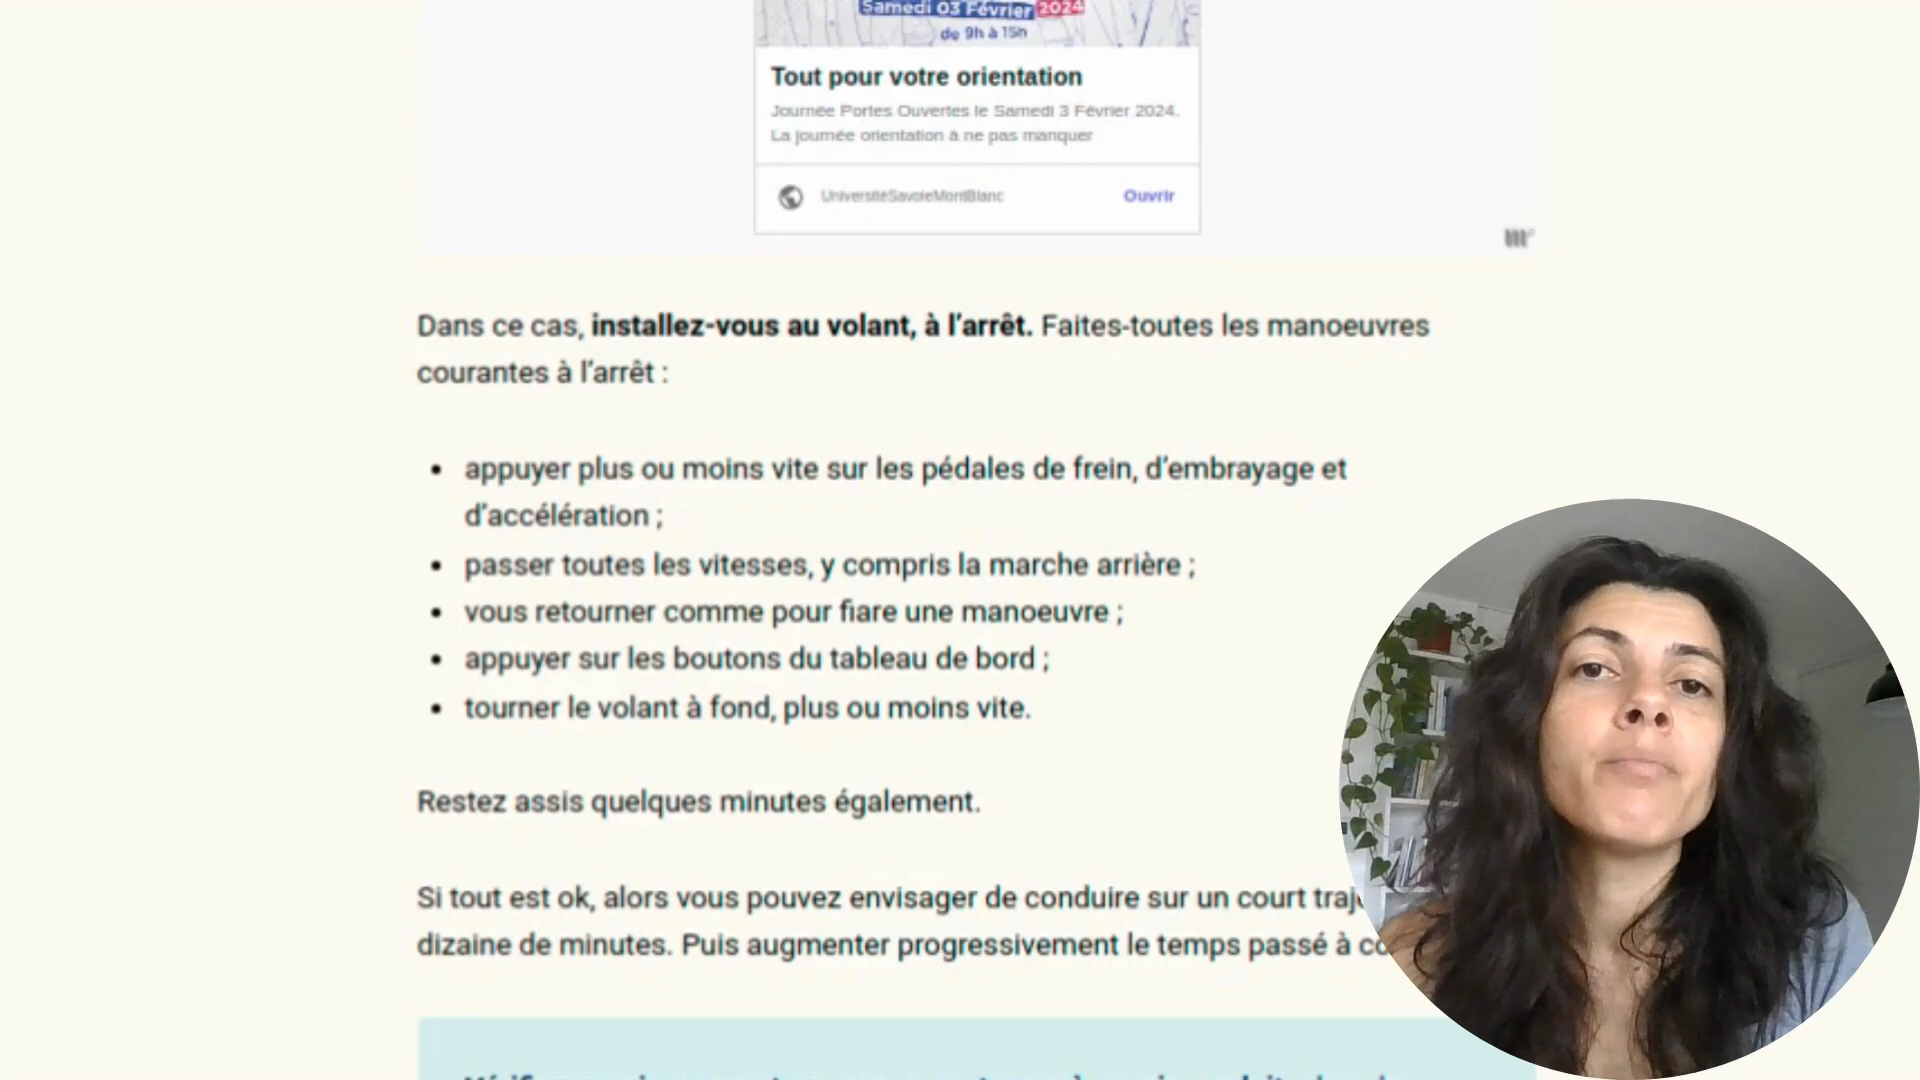 Samedi 03 Février 2024
de 9h à 15h
Tout pour votre orientation
Journée Portes Ouvertes le Samedi 3 Février 2024.
La journée orientation à ne pas manquer
UniversitéSavoieMontBlanc
Ouvrir
Dans ce cas, installez-vous au volant, à l'arrêt. Faites-toutes les manoeuvres
courantes à l'arrêt :
• appuyer plus ou moins vite sur les pédales de frein, d'embrayage et
d'accélération ;
• passer toutes les vitesses, y compris la marche arrière ;
• vous retourner comme pour fiare une manoeuvre ;
• appuyer sur les boutons du tableau de bord ;
• tourner le volant à fond, plus ou moins vite.
Restez assis quelques minutes également.
Si tout est ok, alors vous pouvez envisager de conduire sur un court
dizaine de minutes. Puis augmenter progressivement le temps passé à